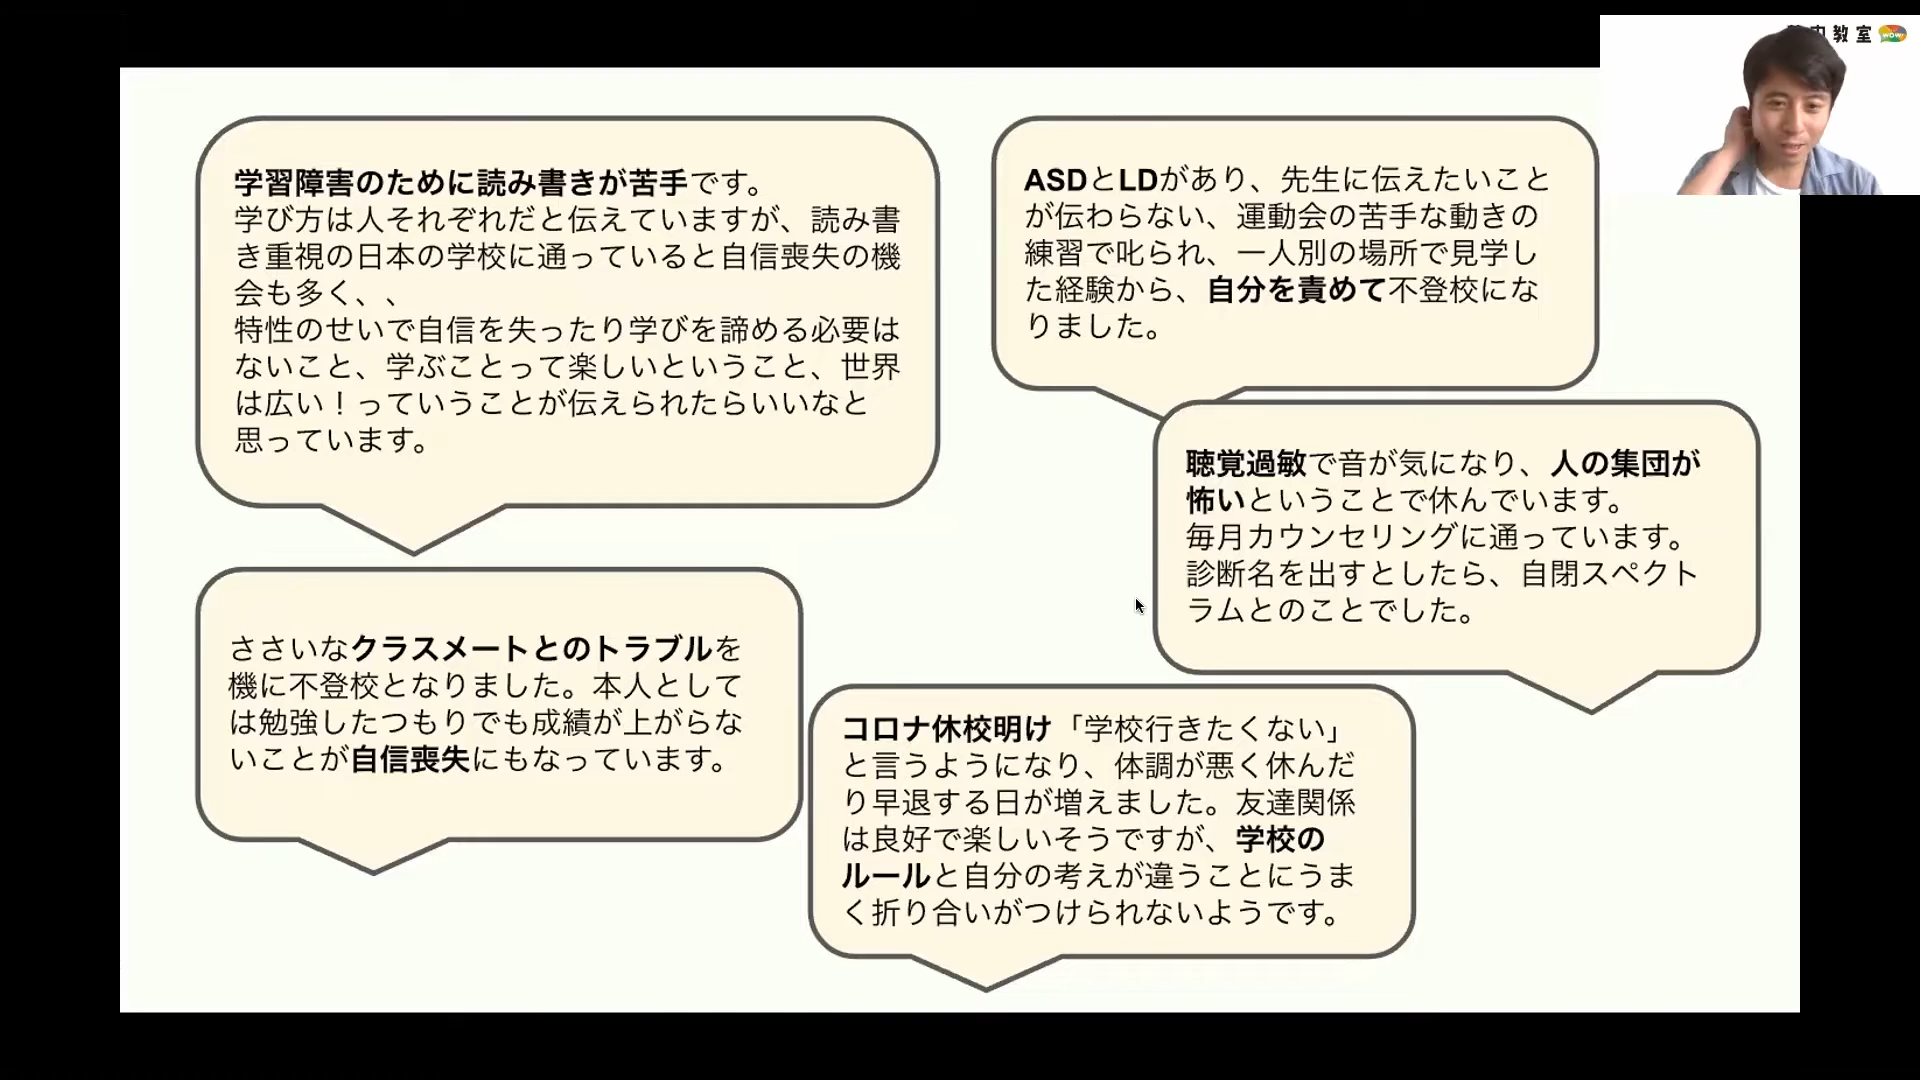 学習障害のために読み書きが苦手です。
学び方は人それぞれだと伝えていますが、読み書
き重視の日本の学校に通っていると自信喪失の機
会も多く、、
特性のせいで自信を失ったり学びを諦める必要は
ないこと、学ぶことって楽しいということ、世界
は広い！っていうことが伝えられたらいいなと
思っています。
ASDとLDがあり、先生に伝えたいこと
が伝わらない、運動会の苦手な動きの
練習で叱られ、一人別の場所で見学し
た経験から、自分を責めて不登校にな
りました。
聴覚過敏で音が気になり、人の集団が
怖いということで休んでいます。
毎月カウンセリングに通っています。
診断名を出すとしたら、自閉スペクト
ラムとのことでした。
ささいなクラスメートとのトラブルを
機に不登校となりました。本人として
は勉強したつもりでも成績が上がらな
いことが自信喪失にもなっています。
コロナ休校明け「学校行きたくない」
と言うようになり、体調が悪く休んだ
り早退する日が増えました。友達関係
は良好で楽しいそうですが、学校の
ルールと自分の考えが違うことにうま
く折り合いがつけられないようです。
教室
WOW!